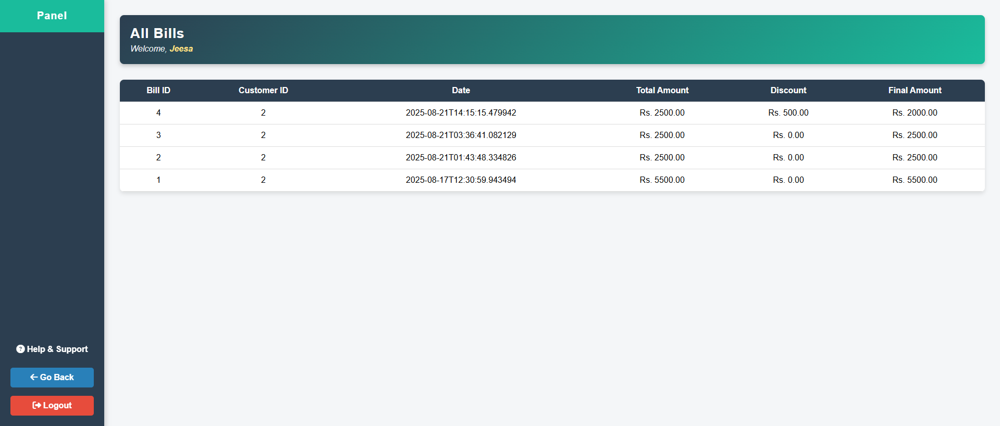 Panel
All Bills
Welcome, Jeesa
Bill ID Customer ID Date Total Amount Discount Final Amount
4 2 2025-08-21T14:15:15.479942 Rs. 2500.00 Rs. 500.00 Rs. 2000.00
3 2 2025-08-21T03:36:41.082129 Rs. 2500.00 Rs. 0.00 Rs. 2500.00
2 2 2025-08-21T01:43:48.334826 Rs. 2500.00 Rs. 0.00 Rs. 2500.00
1 2 2025-08-17T12:30:59.943494 Rs. 5500.00 Rs. 0.00 Rs. 5500.00
Help & Support
Go Back
Logout